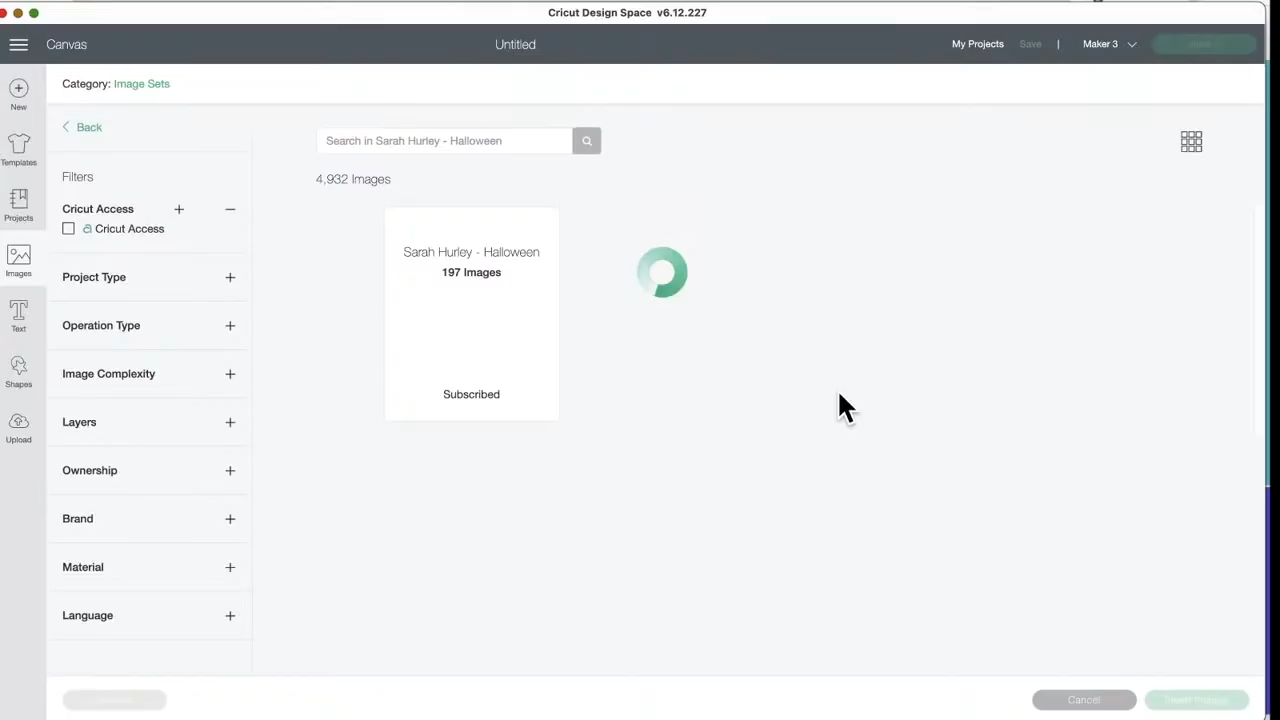 Cricut Design Space v6.12.227
Canvas
Untitled
My Projects Save | Maker 3
Category: Image Sets
New
Templates
Projects
Images
Text
Shapes
Upload
Back
Filters
Cricut Access + −
a Cricut Access
Project Type +
Operation Type +
Image Complexity +
Layers +
Ownership +
Brand +
Material +
Language +
Search in Sarah Hurley - Halloween
4,932 Images
Sarah Hurley - Halloween
197 Images
Subscribed
Cancel